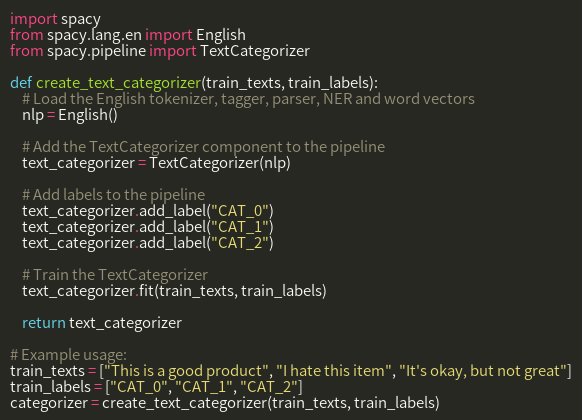 import spacy
from spacy.lang.en import English
from spacy.pipeline import TextCategorizer

def create_text_categorizer(train_texts, train_labels):
    # Load the English tokenizer, tagger, parser, NER and word vectors
    nlp = English()

    # Add the TextCategorizer component to the pipeline
    text_categorizer = TextCategorizer(nlp)

    # Add labels to the pipeline
    text_categorizer.add_label("CAT_0")
    text_categorizer.add_label("CAT_1")
    text_categorizer.add_label("CAT_2")

    # Train the TextCategorizer
    text_categorizer.fit(train_texts, train_labels)

    return text_categorizer

# Example usage:
train_texts = ["This is a good product", "I hate this item", "It's okay, but not great"]
train_labels = ["CAT_0", "CAT_1", "CAT_2"]
categorizer = create_text_categorizer(train_texts, train_labels)